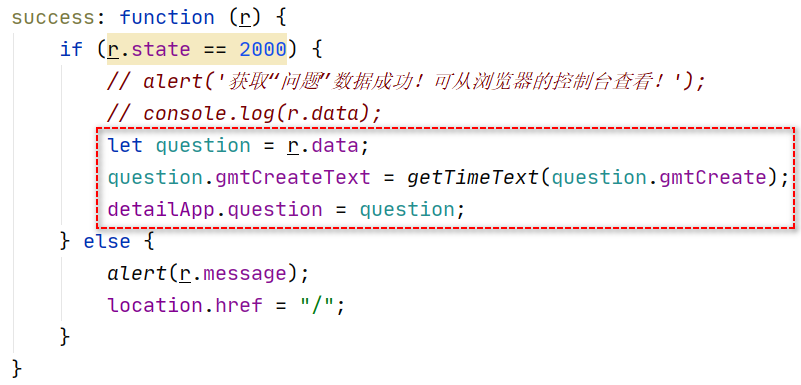 success: function (r) {
if (r.state == 2000) {
// alert('获取“问题”数据成功！可从浏览器的控制台查看！');
// console.log(r.data);
let question = r.data;
question.gmtCreateText = getTimeText(question.gmtCreate);
detailApp.question = question;
} else {
alert(r.message);
location.href = "/";
}
}